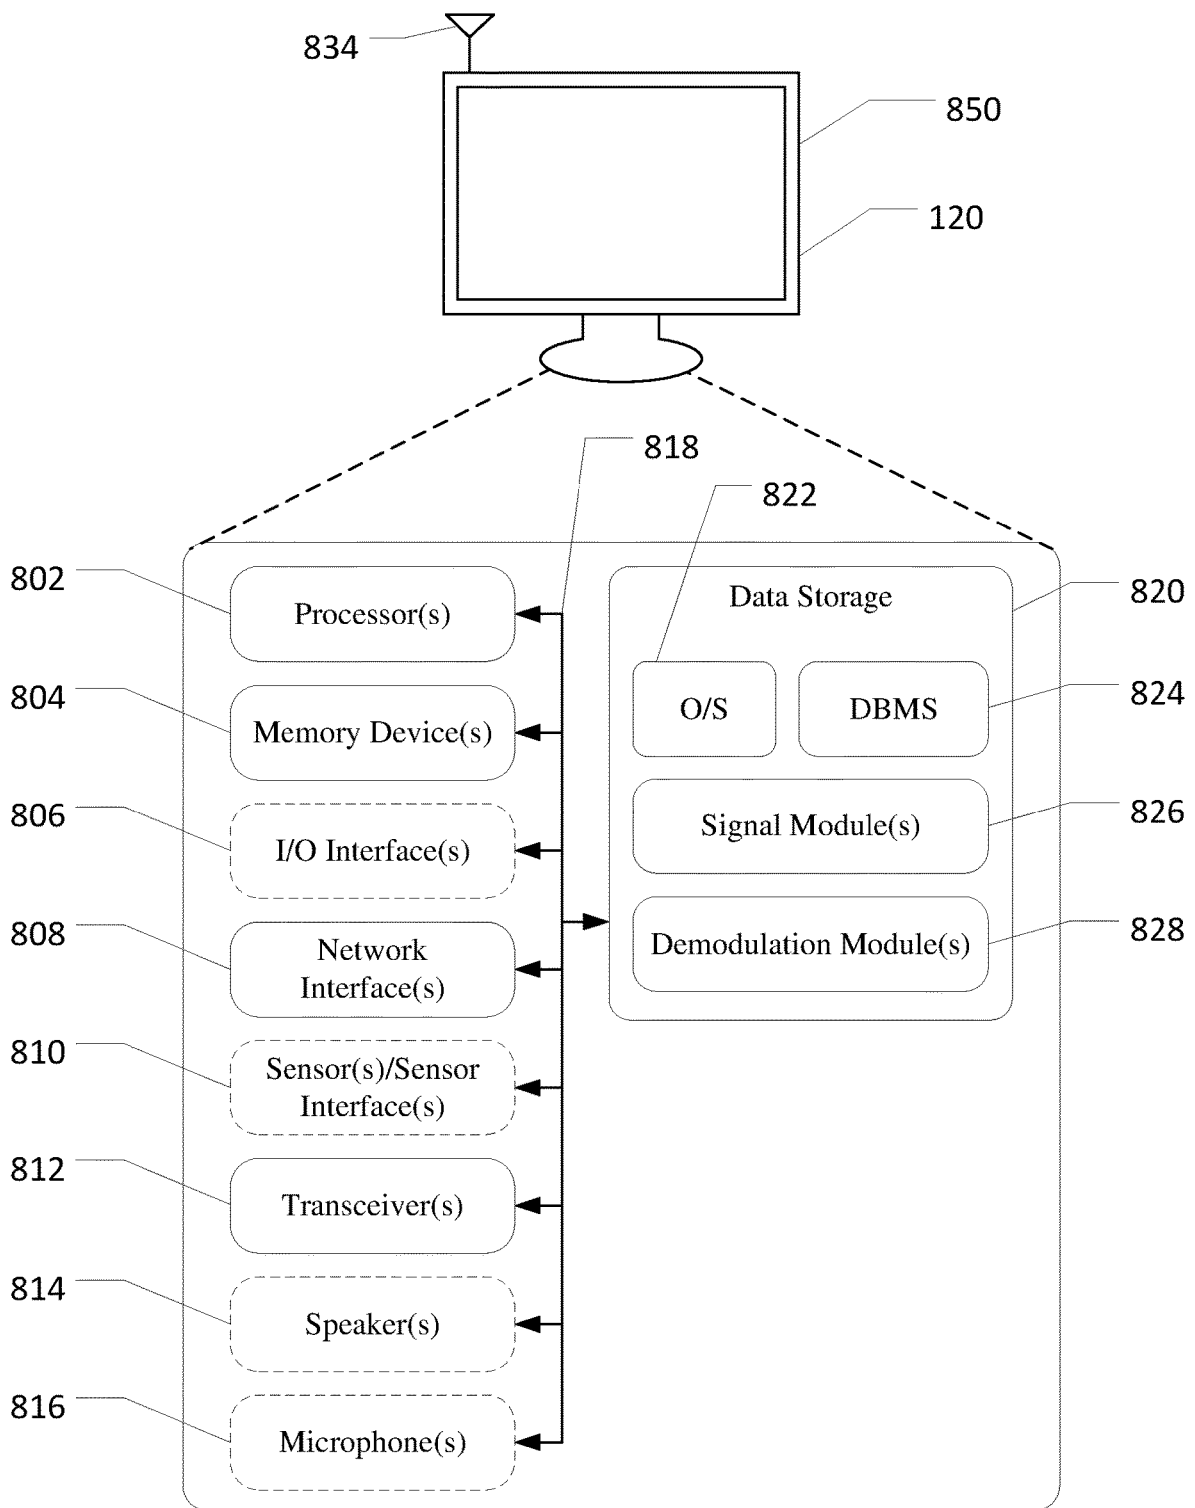 834
850
120
818
822
802
Processor(s)
Data Storage
820
804
Memory Device(s)
O/S
DBMS
824
806
I/O Interface(s)
Signal Module(s)
826
808
Network
Interface(s)
Demodulation Module(s)
828
810
Sensor(s)/Sensor
Interface(s)
812
Transceiver(s)
814
Speaker(s)
816
Microphone(s)